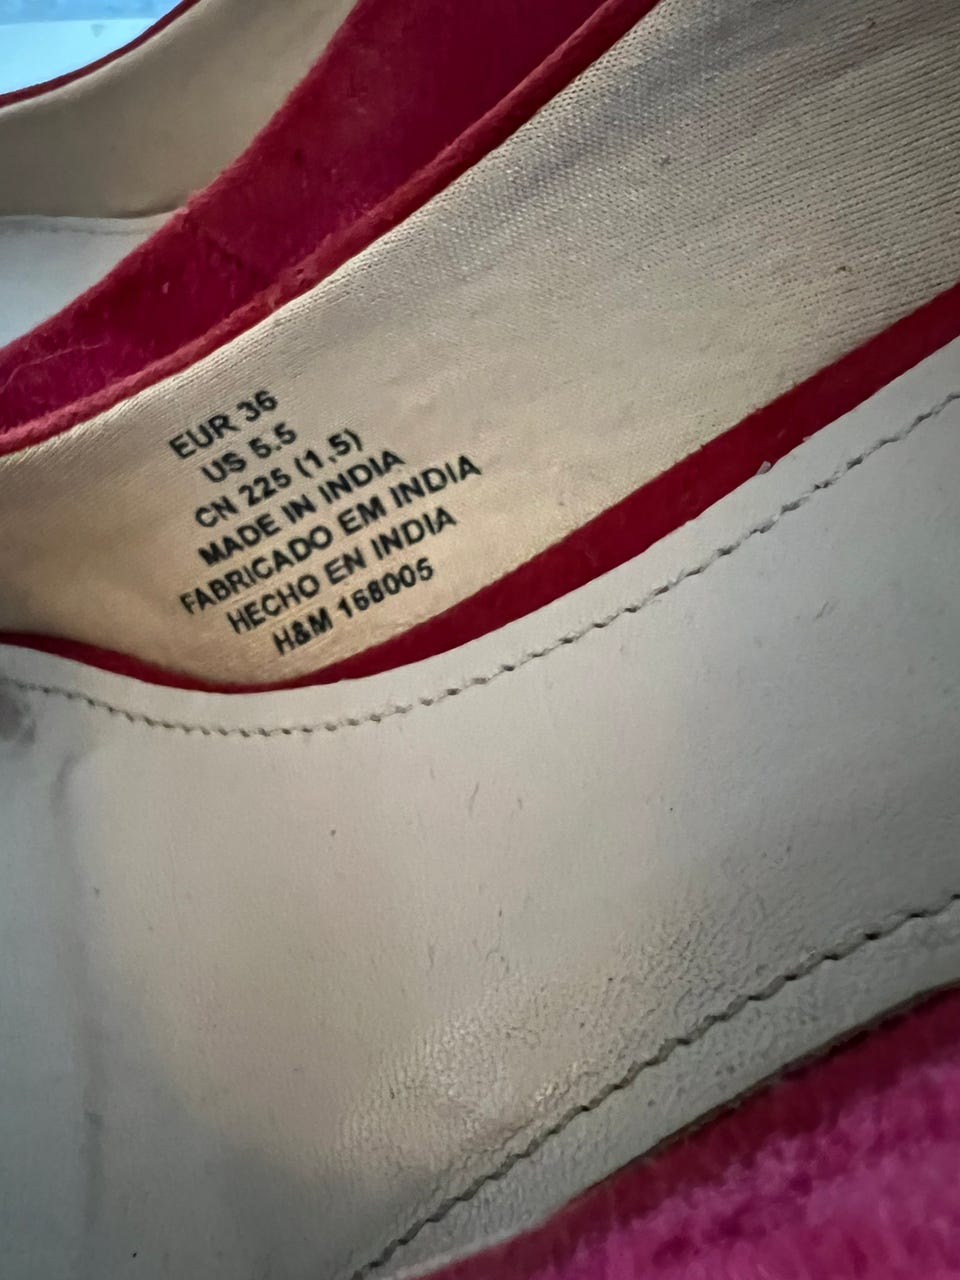 EUR 36
US 5.5
CN 225 (1,5)
MADE IN INDIA
FABRICADO EM INDIA
HECHO EN INDIA
H&M 168005